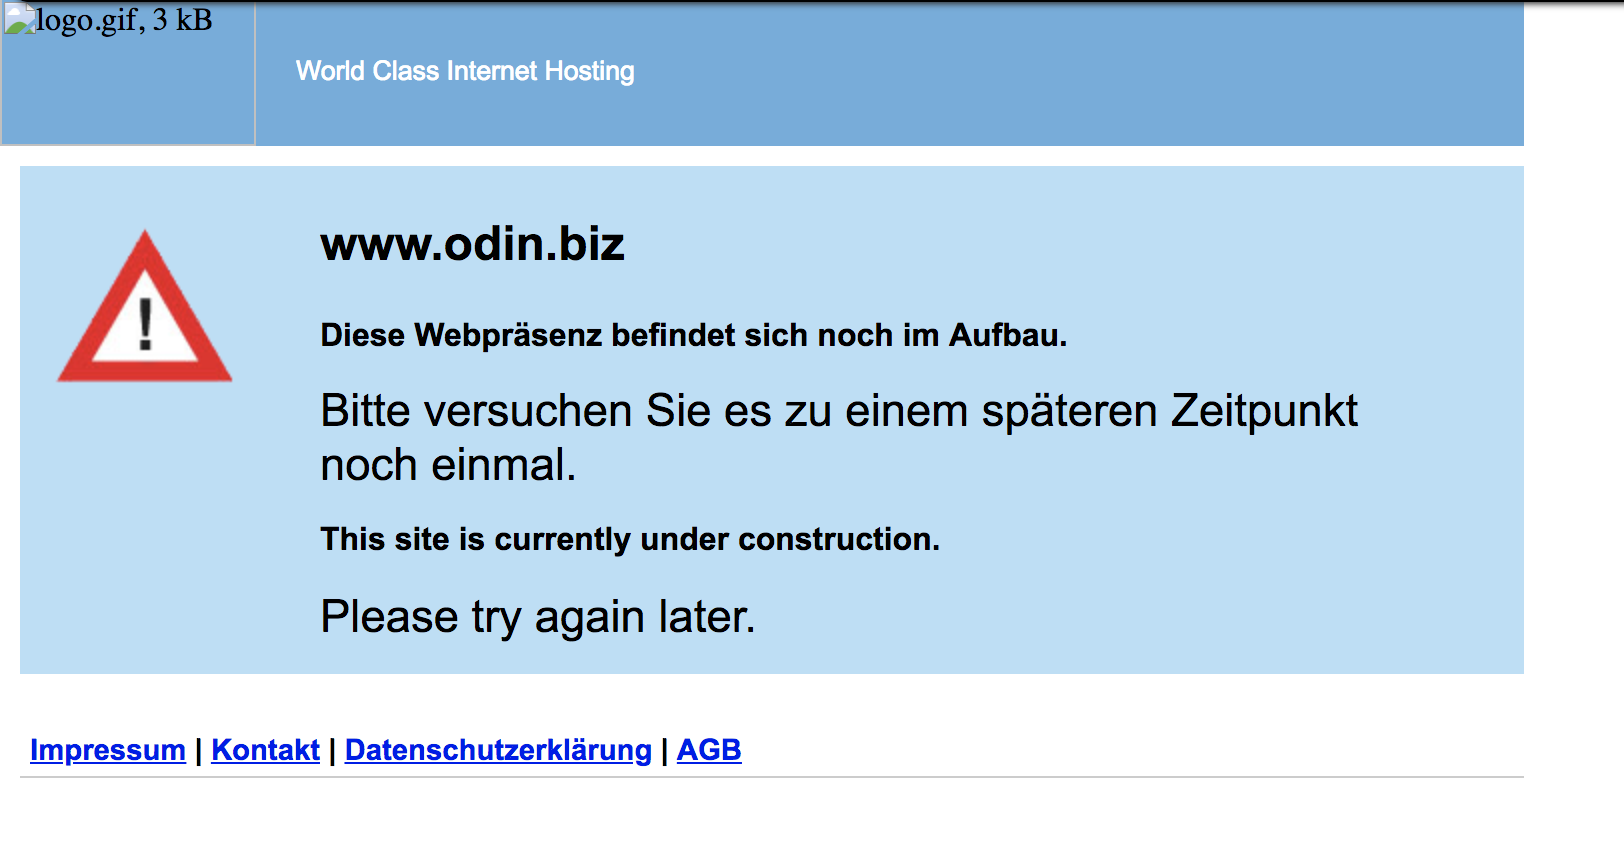 logo.gif, 3 kB
World Class Internet Hosting
!
www.odin.biz
Diese Webpräsenz befindet sich noch im Aufbau.
Bitte versuchen Sie es zu einem späteren Zeitpunkt
noch einmal.
This site is currently under construction.
Please try again later.
Impressum | Kontakt | Datenschutzerklärung | AGB